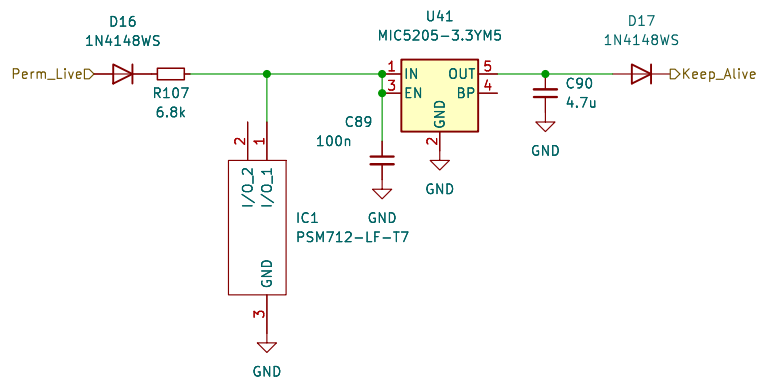 D16
1N4148WS
Perm_Live
R107
6.8k
U41
MIC5205-3.3YM5
1 IN OUT 5
3 EN BP 4
GND
2
GND
C89
100n
GND
D17
1N4148WS
Keep_Alive
C90
4.7u
GND
2 1
I/O_2 I/O_1
IC1
PSM712-LF-T7
GND
3
GND